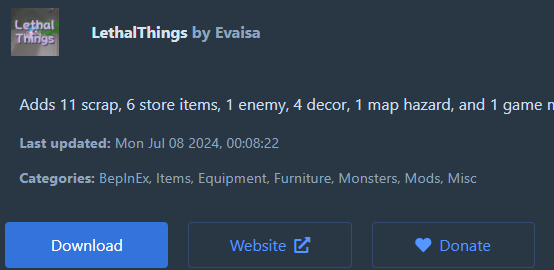 Lethal
Things
LethalThings by Evaisa
Adds 11 scrap, 6 store items, 1 enemy, 4 decor, 1 map hazard, and 1 game
Last updated: Mon Jul 08 2024, 00:08:22
Categories: BepInEx, Items, Equipment, Furniture, Monsters, Mods, Misc
Download
Website
Donate